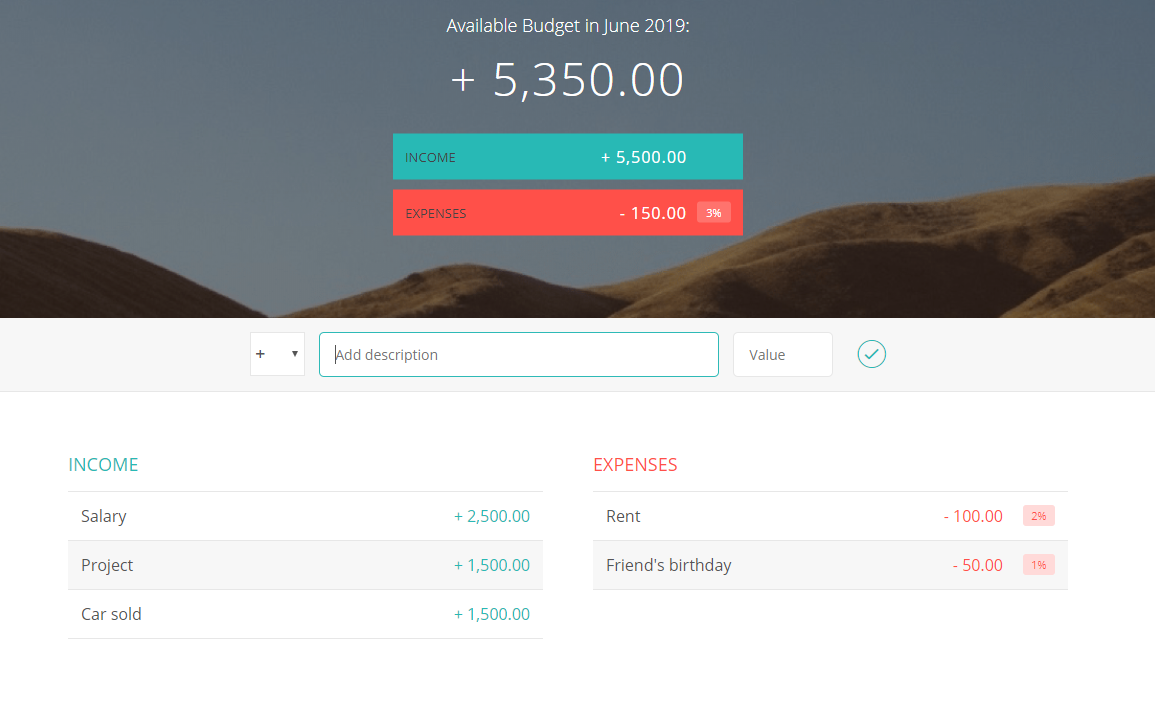 Available Budget in June 2019:
+ 5,350.00
INCOME + 5,500.00
EXPENSES - 150.00 3%
+ Add description Value
INCOME
Salary + 2,500.00
Project + 1,500.00
Car sold + 1,500.00
EXPENSES
Rent - 100.00 2%
Friend's birthday - 50.00 1%